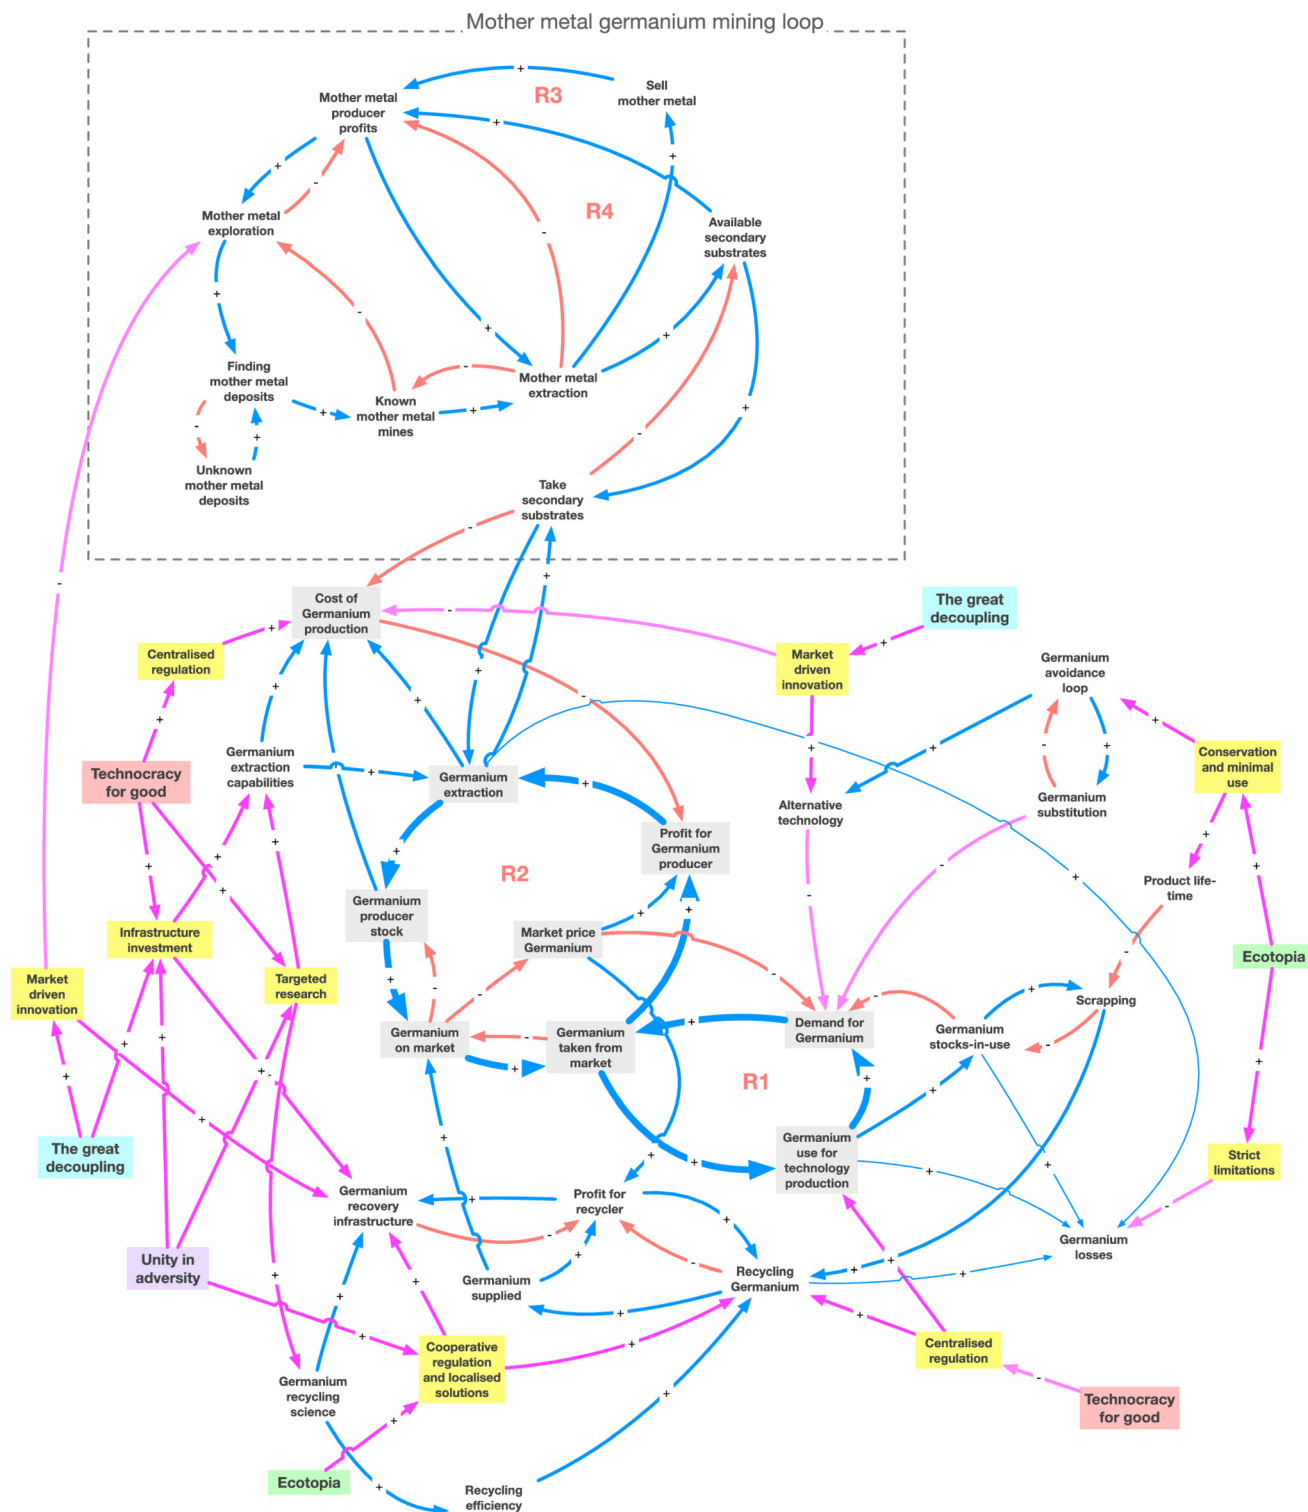 Mother metal germanium mining loop
Mother metal
producer
profits
R3
Sell
mother metal
R4
Mother metal
exploration
Available
secondary
substrates
Finding
mother metal
deposits
Known
mother metal
mines
Mother metal
extraction
Unknown
mother metal
deposits
Take
secondary
substrates
Cost of
Germanium
production
The great
decoupling
Centralised
regulation
Market
driven
innovation
Germanium
avoidance
loop
Technocracy
for good
Germanium
extraction
capabilities
Germanium
extraction
Alternative
technology
Germanium
substitution
Conservation
and minimal
use
Profit for
Germanium
producer
R2
Germanium
producer
stock
Market price
Germanium
Product life-
time
Infrastructure
investment
Ecotopia
Market
driven
innovation
Targeted
research
Germanium
on market
Germanium
taken from
market
Demand for
Germanium
Germanium
stocks-in-use
Scrapping
R1
The great
decoupling
Germanium
use for
technology
production
Strict
limitations
Germanium
recovery
infrastructure
Profit for
recycler
Germanium
losses
Unity in
adversity
Germanium
supplied
Recycling
Germanium
Cooperative
regulation
and localised
solutions
Centralised
regulation
Germanium
recycling
science
Technocracy
for good
Ecotopia
Recycling
efficiency